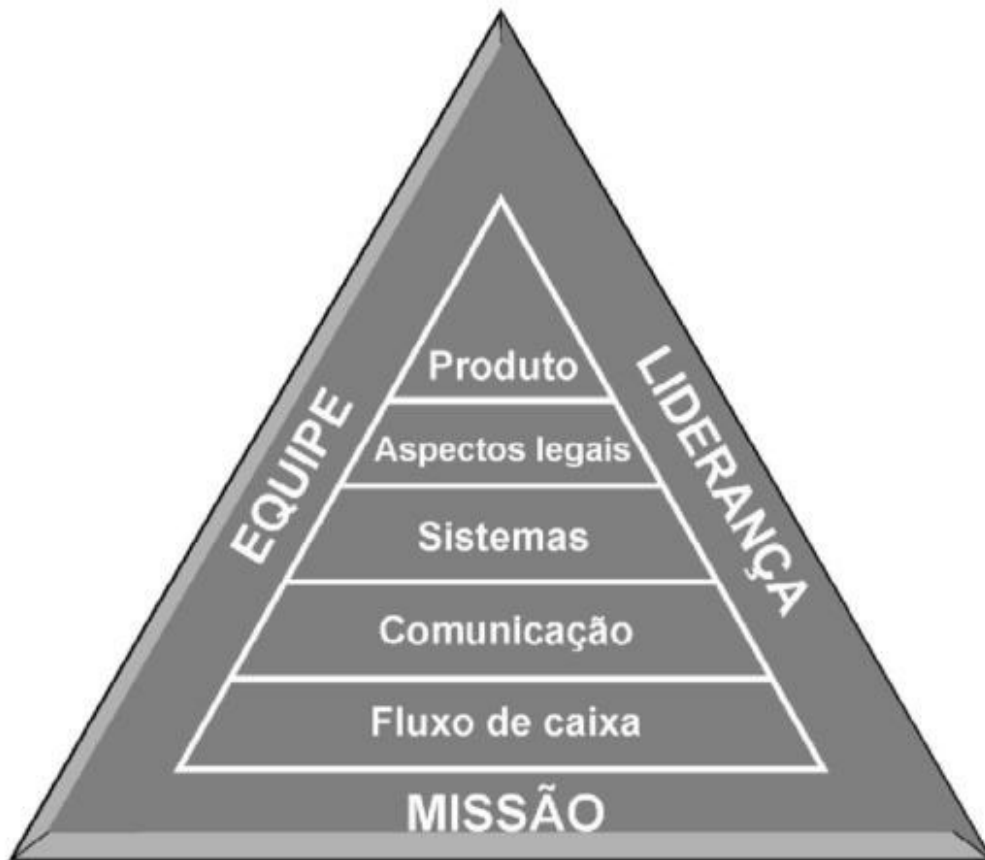 Produto
Aspectos legais
Sistemas
Comunicação
Fluxo de caixa
EQUIPE
LIDERANÇA
MISSÃO